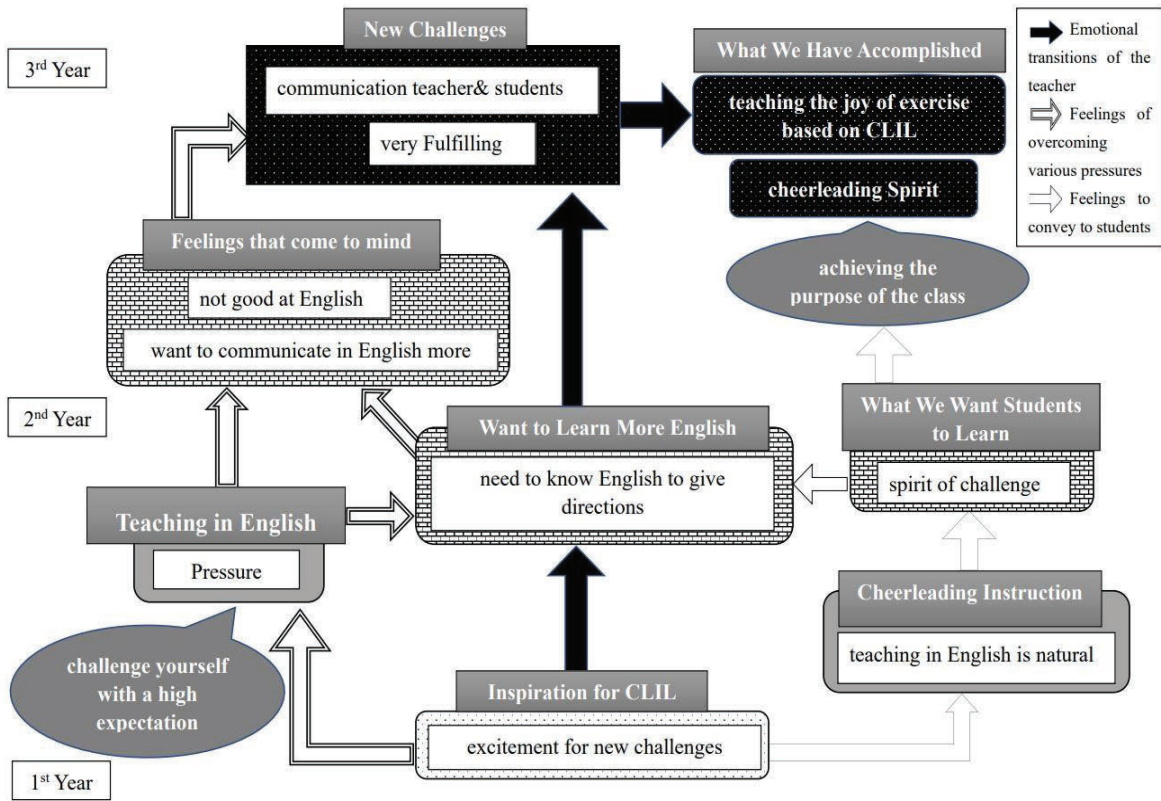 3rd Year
New Challenges
communication teacher& students
very Fulfilling
What We Have Accomplished
teaching the joy of exercise
based on CLIL
cheerleading Spirit
Emotional
transitions of the
teacher
Feelings of
overcoming
various pressures
Feelings to
convey to students
Feelings that come to mind
not good at English
want to communicate in English more
achieving the
purpose of the class
2nd Year
Want to Learn More English
need to know English to give
directions
What We Want Students
to Learn
spirit of challenge
Teaching in English
Pressure
challenge yourself
with a high
expectation
Cheerleading Instruction
teaching in English is natural
Inspiration for CLIL
excitement for new challenges
1st Year